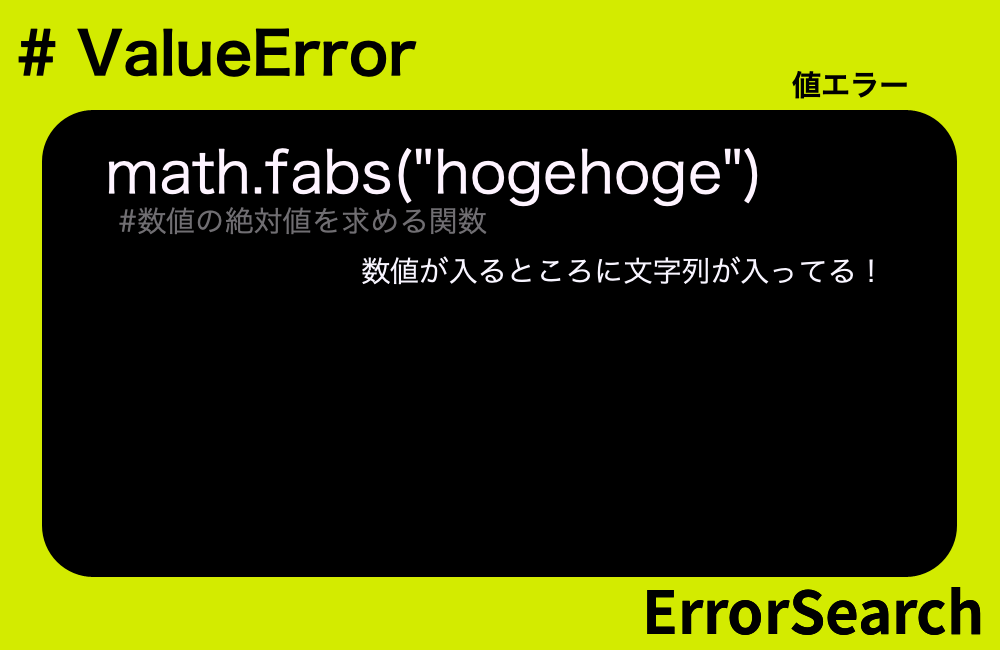 # ValueError
値エラー
math.fabs("hogehoge")
#数値の絶対値を求める関数
数値が入るところに文字列が入ってる！
ErrorSearch